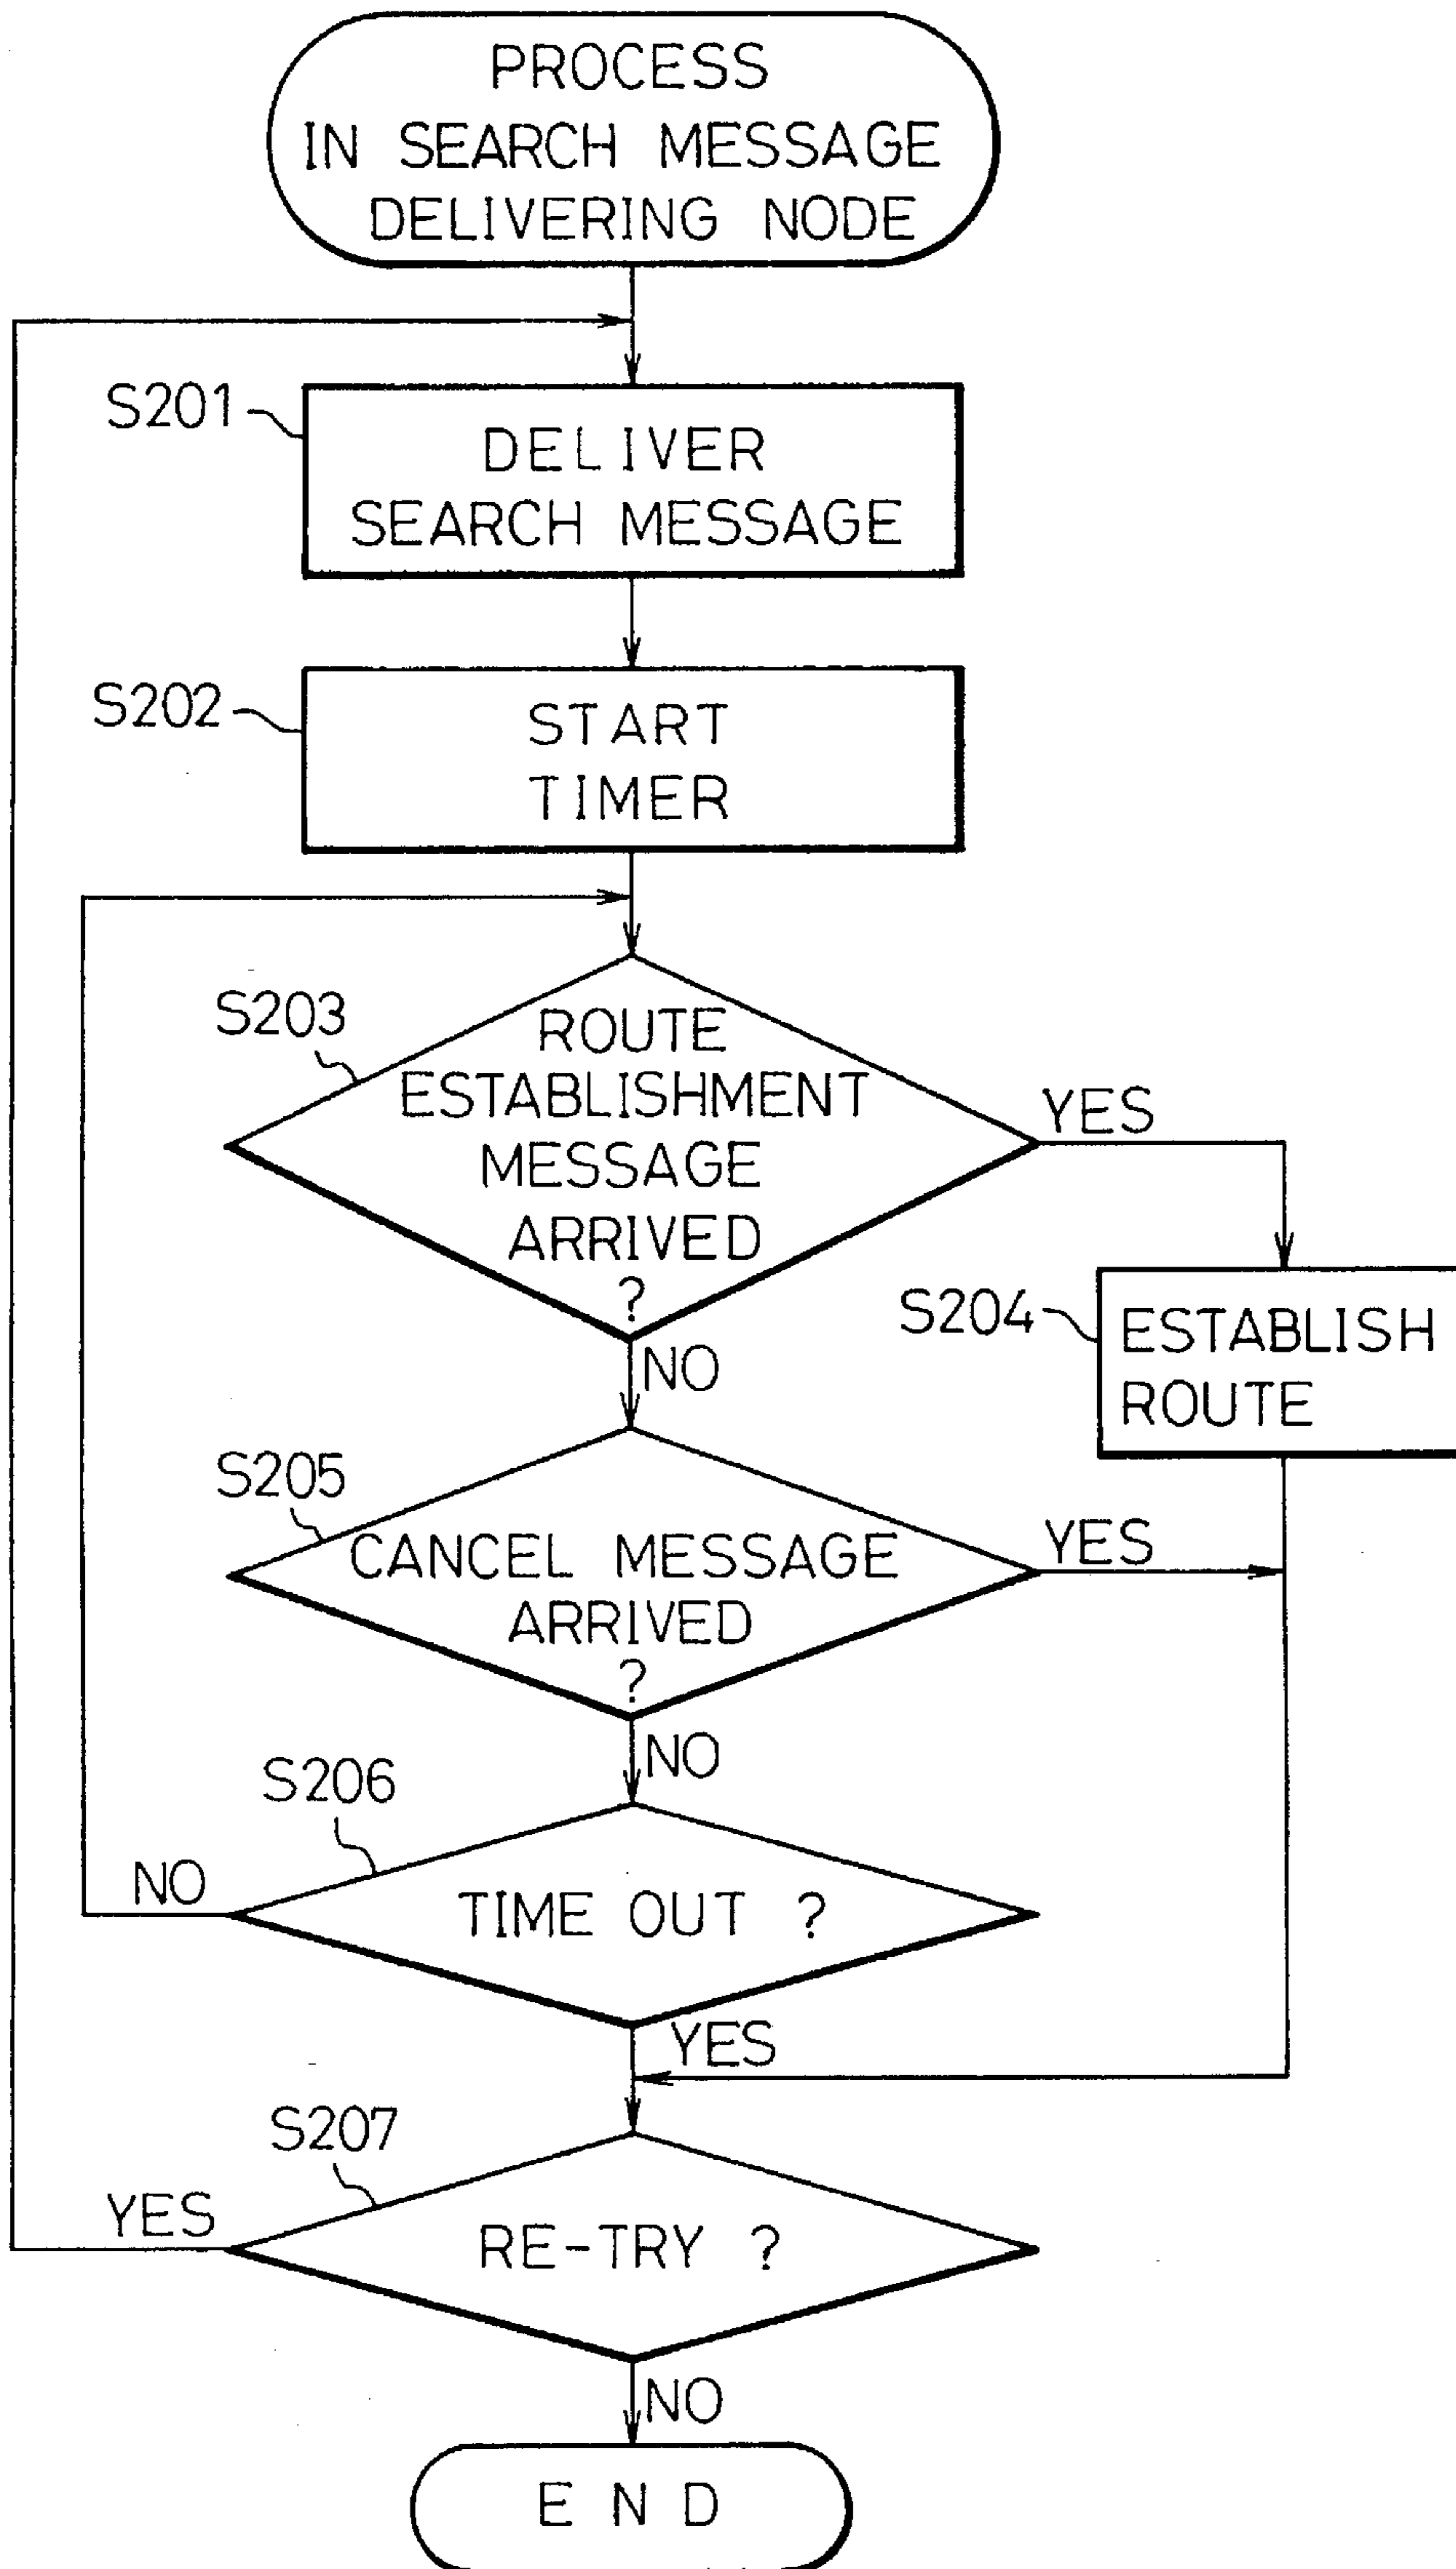 PROCESS
IN SEARCH MESSAGE
DELIVERING NODE
S201
DELIVER
SEARCH MESSAGE
S202
START
TIMER
S203
ROUTE
ESTABLISHMENT
MESSAGE
ARRIVED
?
YES
NO
S204
ESTABLISH
ROUTE
S205
CANCEL MESSAGE
ARRIVED
?
YES
NO
S206
NO
TIME OUT ?
YES
S207
YES
RE-TRY ?
NO
END